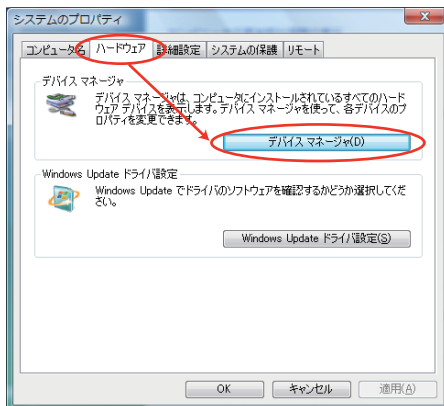 システムのプロパティ
コンピュータ名 ハードウェア 詳細設定 システムの保護 リモート
デバイス マネージャ
デバイス マネージャは、コンピュータにインストールされているすべてのハード
ウェア デバイスを表示します。デバイス マネージャを使って、各デバイスのプ
ロパティを変更できます。
デバイス マネージャ(D)
Windows Update ドライバ設定
Windows Update でドライバのソフトウェアを確認するかどうか選択してくだ
さい。
Windows Update ドライバ設定(S)
OK キャンセル 適用(A)